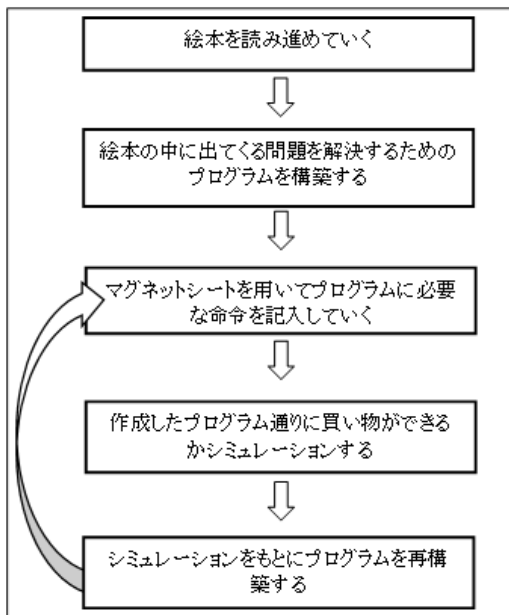 絵本を読み進めていく
絵本の中に出てくる問題を解決するための
プログラムを構築する
マグネットシートを用いてプログラムに必要
な命令を記入していく
作成したプログラム通りに買い物ができる
かシミュレーションする
シミュレーションをもとにプログラムを再構
築する